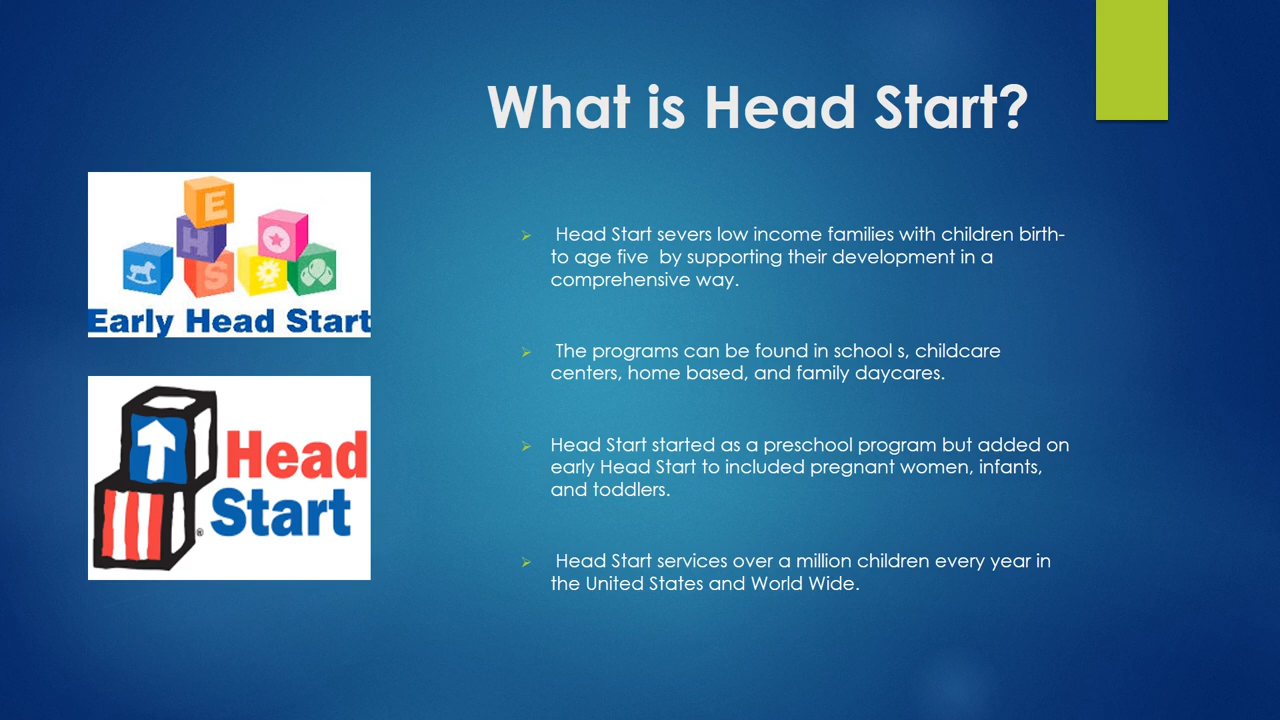 What is Head Start?
E
H
S
Early Head Start
Head
Start
®
Head Start severs low income families with children birth-
to age five  by supporting their development in a
comprehensive way.
The programs can be found in school s, childcare
centers, home based, and family daycares.
Head Start started as a preschool program but added on
early Head Start to included pregnant women, infants,
and toddlers.
Head Start services over a million children every year in
the United States and World Wide.